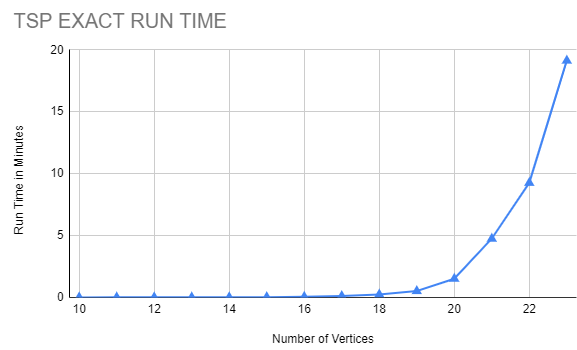 TSP EXACT RUN TIME
20
15
10
5
0
Run Time in Minutes
10 12 14 16 18 20 22
Number of Vertices